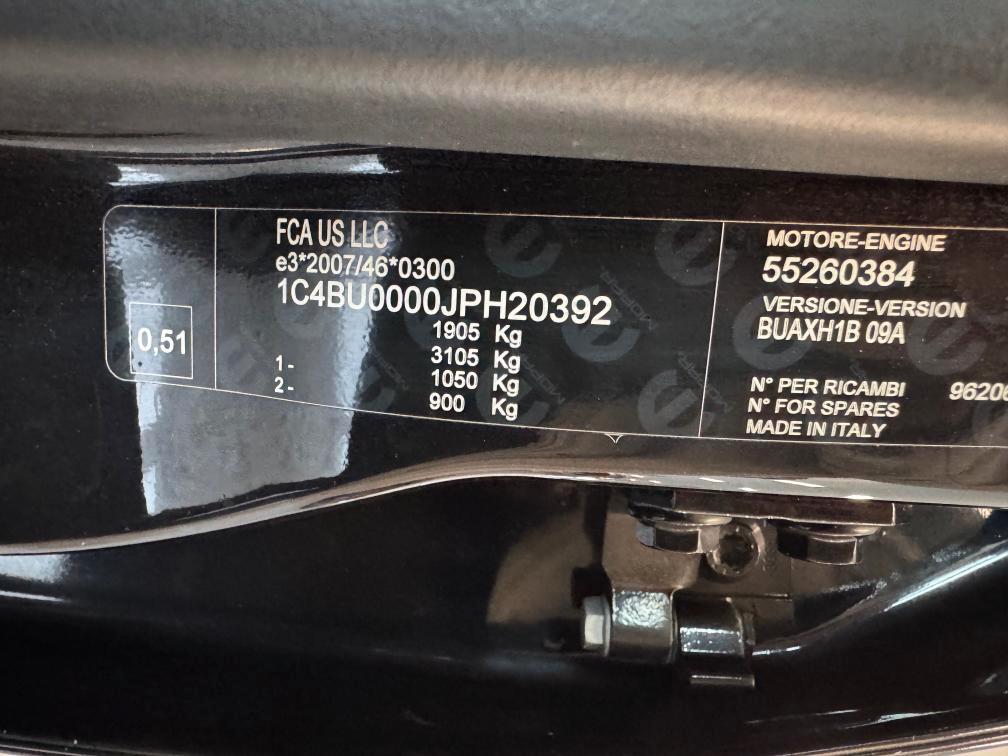 0,51
FCA US LLC
e3*2007/46*0300
1C4BU0000JPH20392
1905 Kg
3105 Kg
1- 1050 Kg
2- 900 Kg
MOTORE-ENGINE
55260384
VERSIONE-VERSION
BUAXH1B 09A
N° PER RICAMBI 96206
N° FOR SPARES
MADE IN ITALY